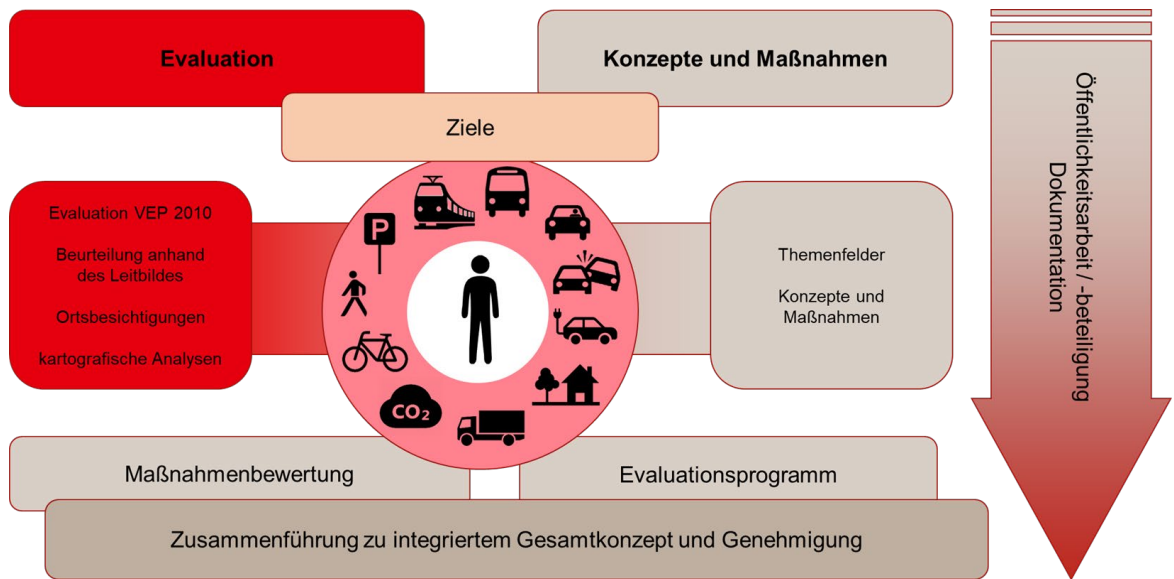 Evaluation
Konzepte und Maßnahmen
Ziele
Evaluation VEP 2010
Beurteilung anhand
des Leitbildes
Ortsbesichtigungen
kartografische Analysen
P
CO2
Themenfelder
Konzepte und
Maßnahmen
Maßnahmenbewertung
Evaluationsprogramm
Zusammenführung zu integriertem Gesamtkonzept und Genehmigung
Öffentlichkeitsarbeit / -beteiligung
Dokumentation